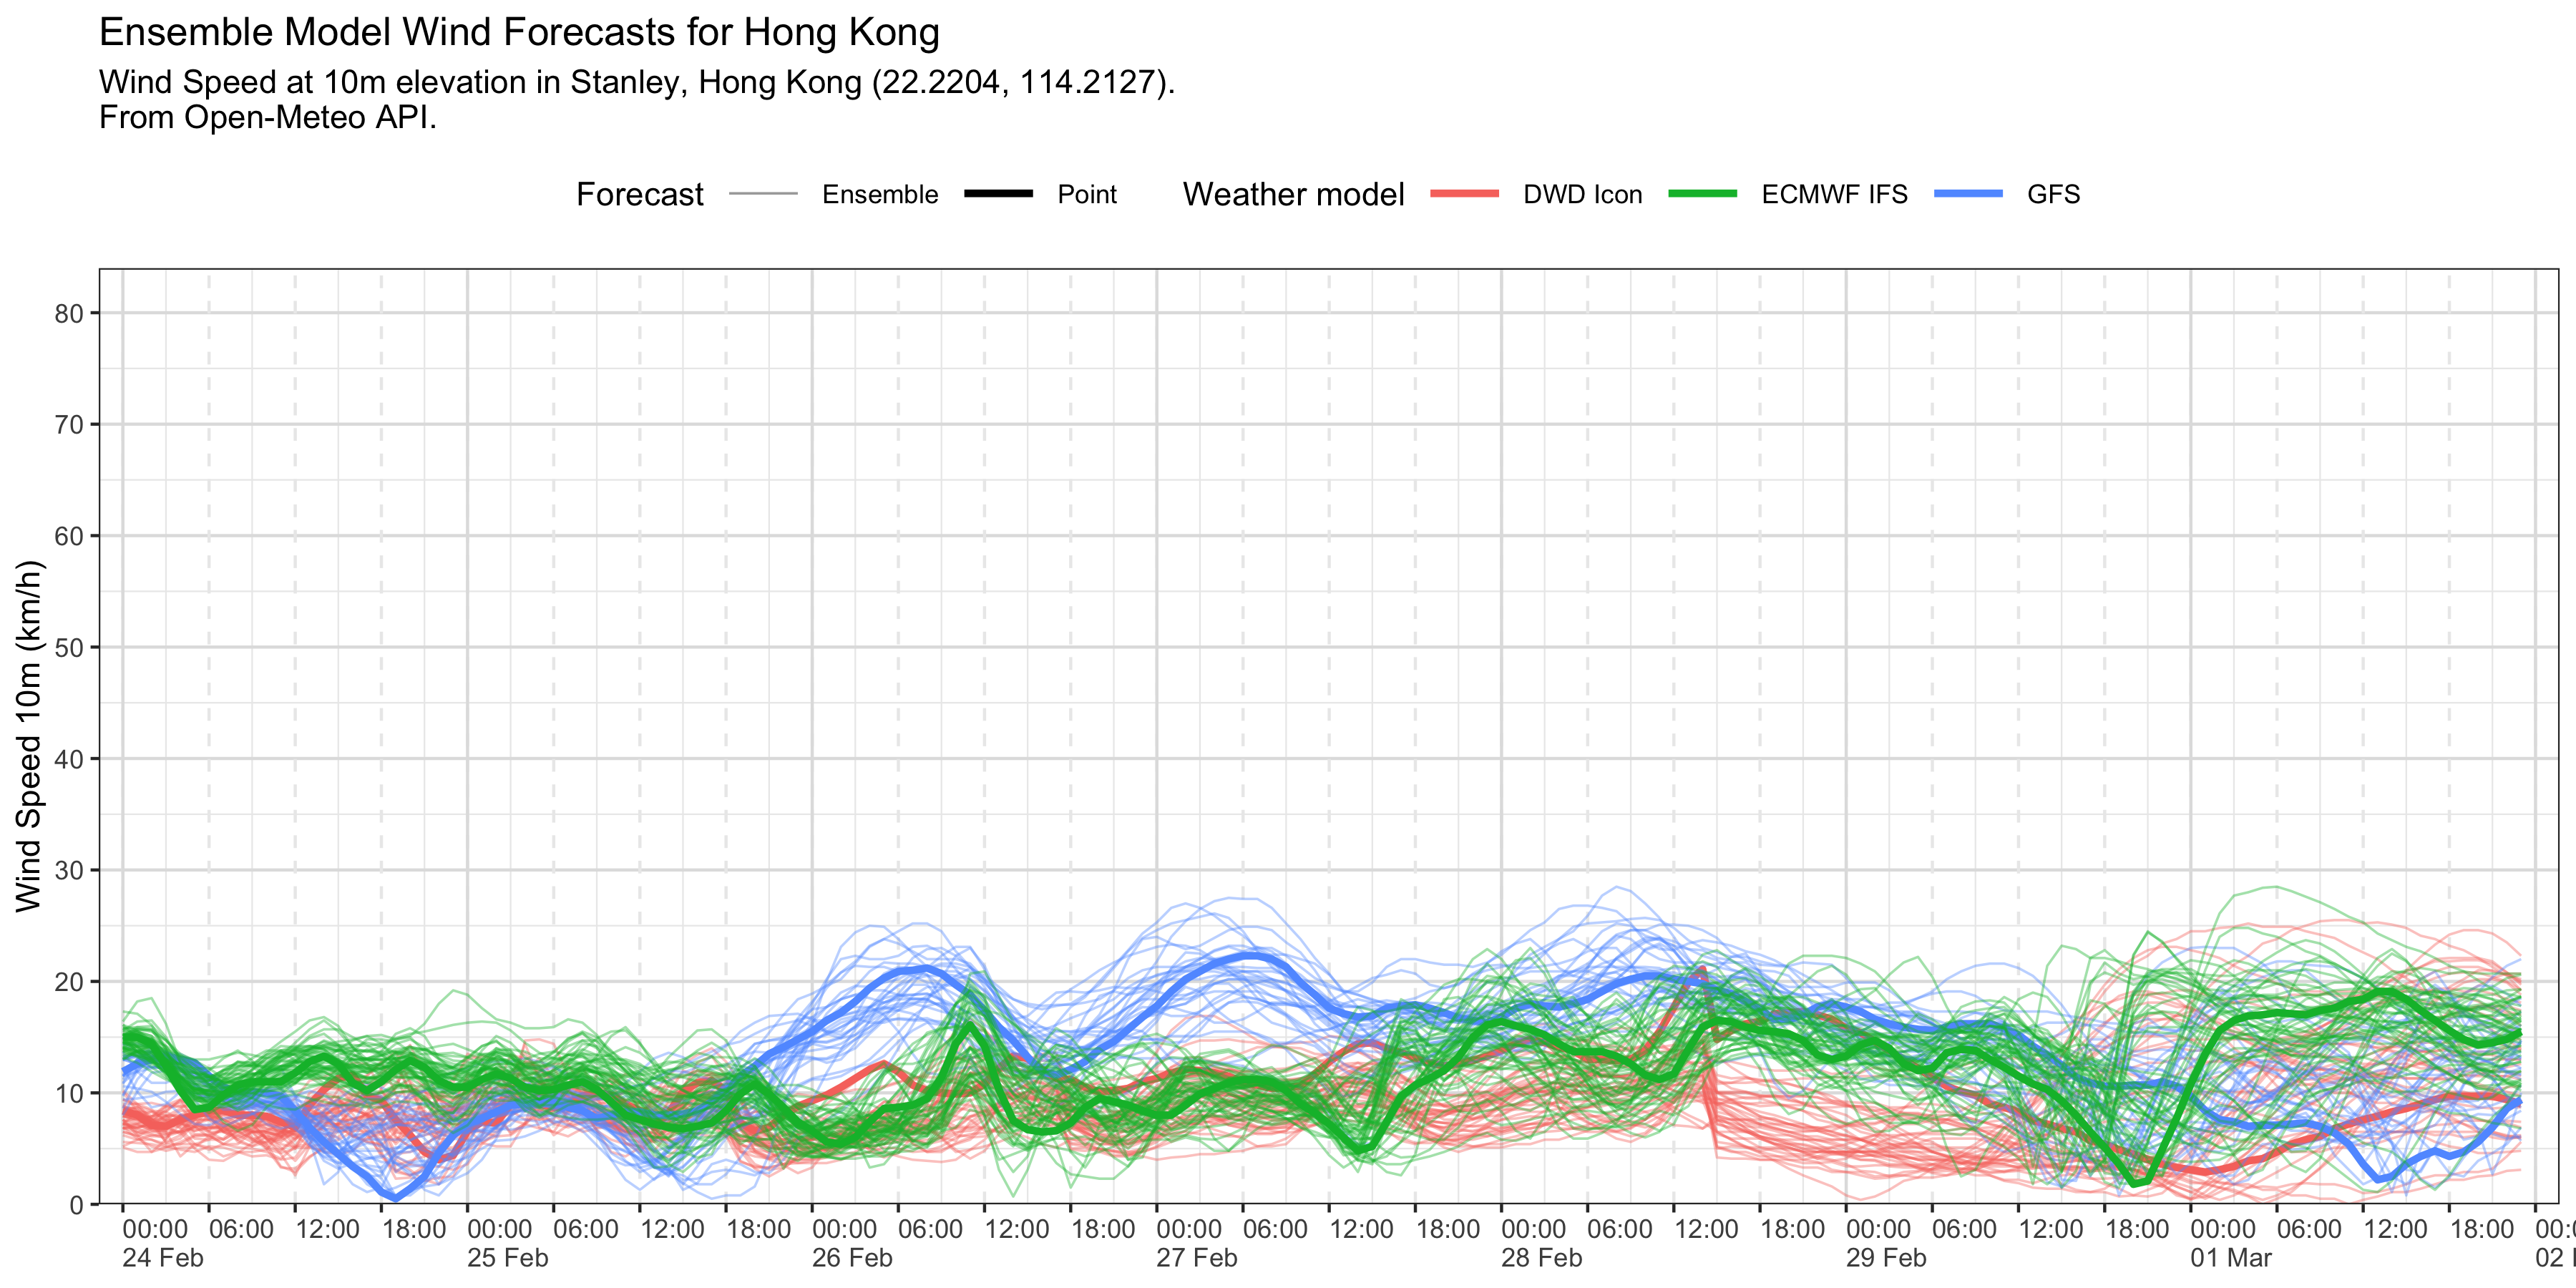 Ensemble Model Wind Forecasts for Hong Kong
Wind Speed at 10m elevation in Stanley, Hong Kong (22.2204, 114.2127).
From Open-Meteo API.
Forecast Ensemble Point Weather model DWD Icon ECMWF IFS GFS
Wind Speed 10m (km/h)
80
70
60
50
40
30
20
10
0
00:00 06:00 12:00 18:00 00:00 06:00 12:00 18:00 00:00 06:00 12:00 18:00 00:00 06:00 12:00 18:00 00:00 06:00 12:00 18:00 00:00 06:00 12:00 18:00 00:00 06:00 12:00 18:00 00:0
24 Feb 25 Feb 26 Feb 27 Feb 28 Feb 29 Feb 01 Mar 02